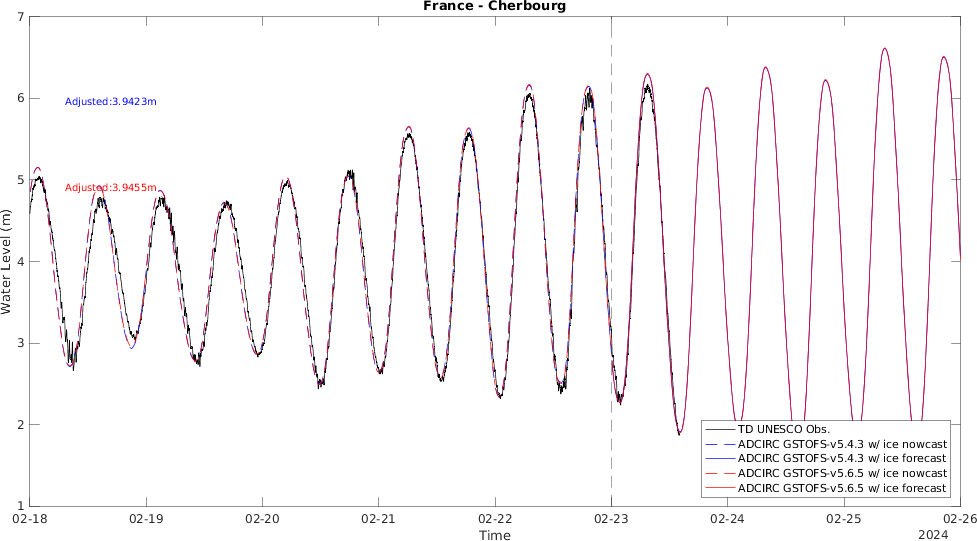 France - Cherbourg
7
6
5
4
3
2
1
Water Level (m)
Adjusted:3.9423m
Adjusted:3.9455m
TD UNESCO Obs.
ADCIRC GSTOFS-v5.4.3 w/ ice nowcast
ADCIRC GSTOFS-v5.4.3 w/ ice forecast
ADCIRC GSTOFS-v5.6.5 w/ ice nowcast
ADCIRC GSTOFS-v5.6.5 w/ ice forecast
02-18 02-19 02-20 02-21 02-22 02-23 02-24 02-25 02-26
Time
2024